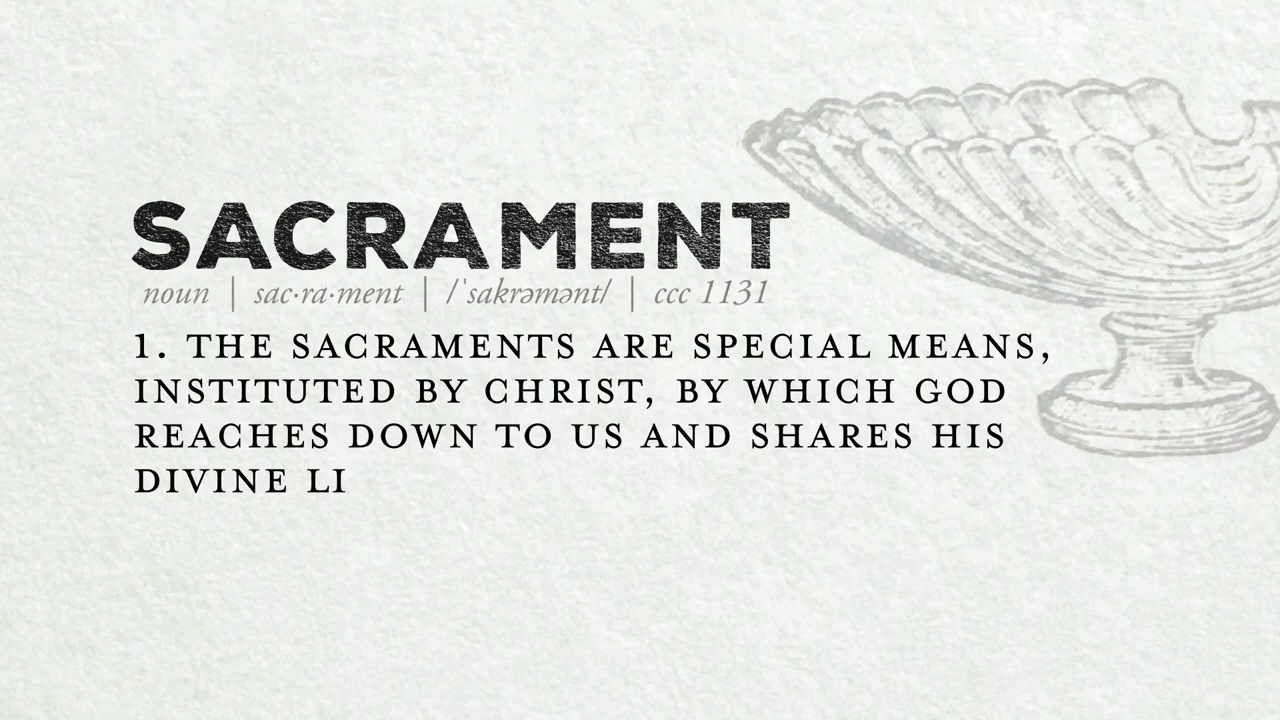 SACRAMENT
noun | sac·ra·ment | /ˈsakrəmənt/ | ccc 1131
1. THE SACRAMENTS ARE SPECIAL MEANS,
INSTITUTED BY CHRIST, BY WHICH GOD
REACHES DOWN TO US AND SHARES HIS
DIVINE LI